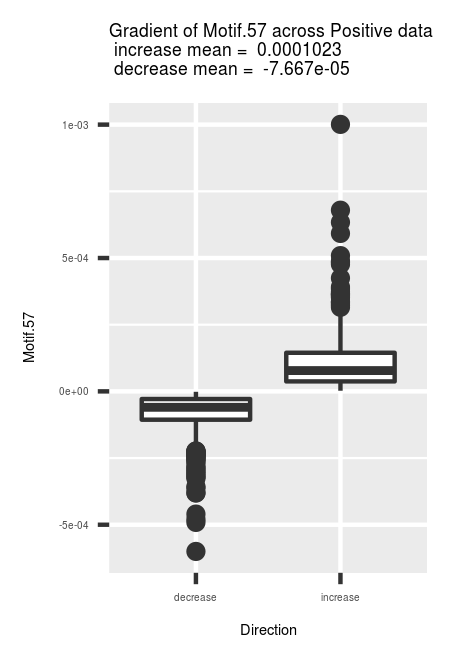 Gradient of Motif.57 across Positive data
increase mean =  0.0001023
decrease mean =  -7.667e-05
1e-03
5e-04
0e+00
-5e-04
Motif.57
decrease
increase
Direction